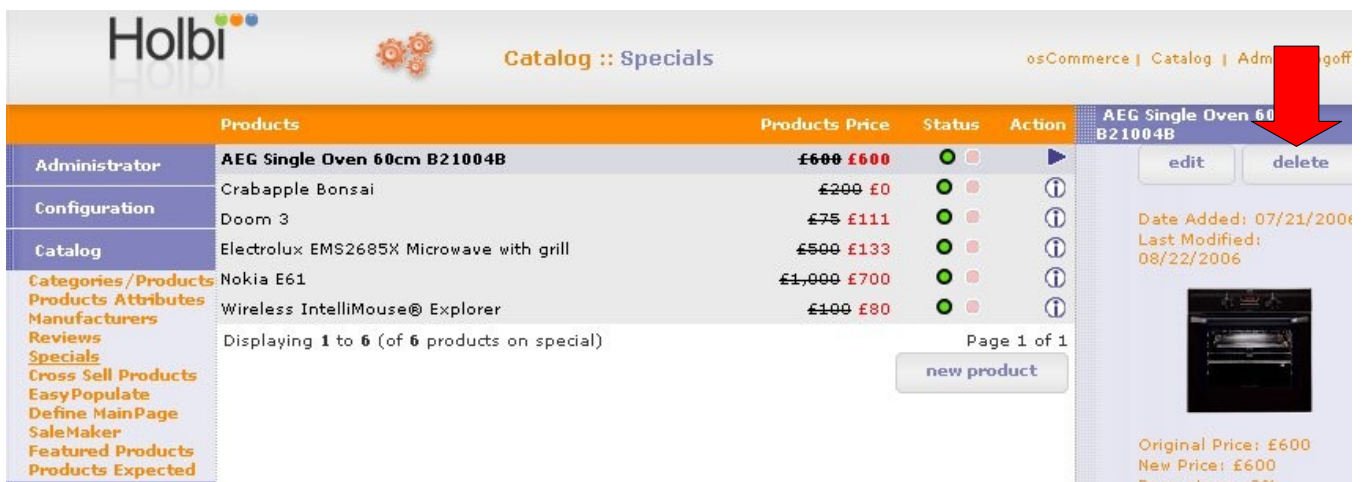 Holbi
Catalog :: Specials
osCommerce | Catalog |
Products Products Price Status Action
AEG Single Oven
B21004B
edit delete
Date Added: 07/21/2006
Last Modified:
08/22/2006
Original Price: £600
New Price: £600
Administrator
Configuration
Catalog
Categories/Products
Products Attributes
Manufacturers
Reviews
Specials
Cross Sell Products
EasyPopulate
Define MainPage
SaleMaker
Featured Products
Products Expected
AEG Single Oven 60cm B21004B £600 £600
Crabapple Bonsai £200 £0
Doom 3 £75 £111
Electrolux EMS2685X Microwave with grill £500 £133
Nokia E61 £1,000 £700
Wireless IntelliMouse® Explorer £100 £80
Displaying 1 to 6 (of 6 products on special) Page 1 of 1
new product